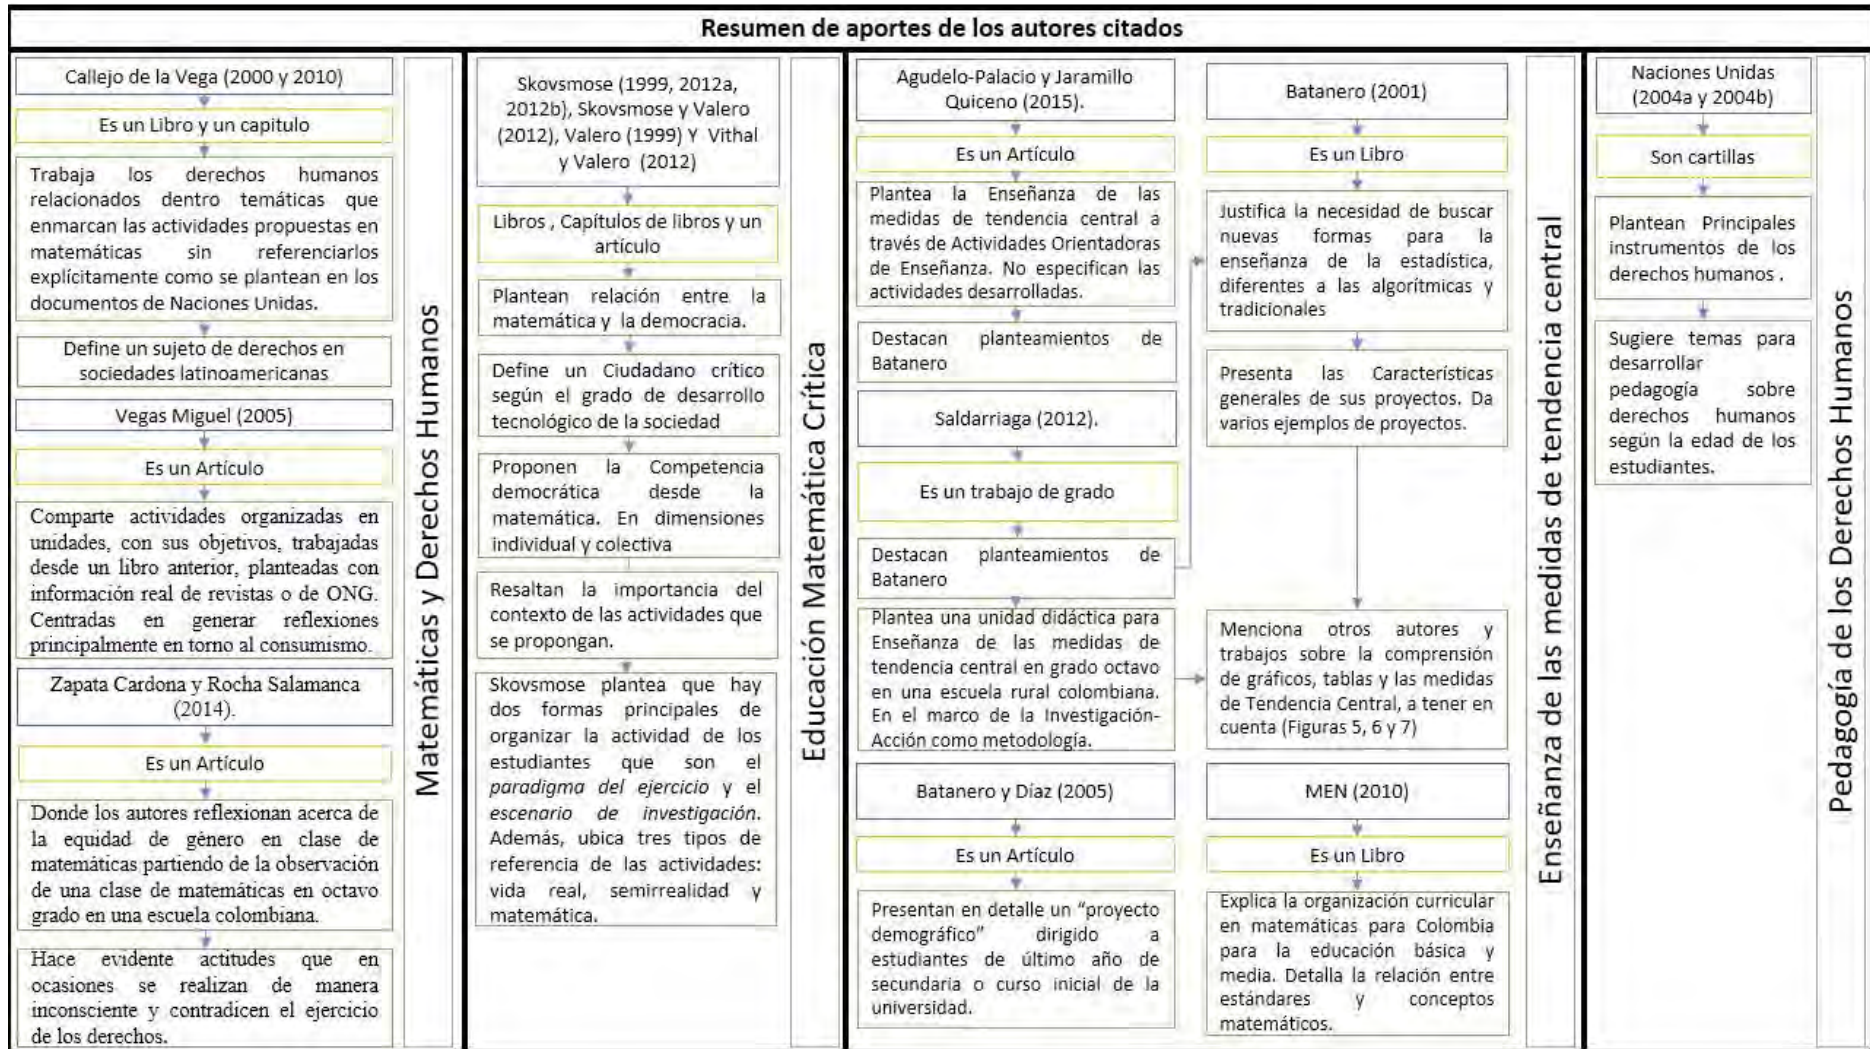 Resumen de aportes de los autores citados
Callejo de la Vega (2000 y 2010)
Es un Libro y un capitulo
Trabaja los derechos humanos
relacionados dentro temáticas que
enmarcan las actividades propuestas en
matemáticas sin referenciarlos
explícitamente como se plantean en los
documentos de Naciones Unidas.
Define un sujeto de derechos en
sociedades latinoamericanas
Vegas Miguel (2005)
Es un Artículo
Comparte actividades organizadas en
unidades, con sus objetivos, trabajadas
desde un libro anterior, planteadas con
información real de revistas o de ONG.
Centradas en generar reflexiones
principalmente en torno al consumismo.
Zapata Cardona y Rocha Salamanca
(2014).
Es un Artículo
Donde los autores reflexionan acerca de
la equidad de género en clase de
matemáticas partiendo de la observación
de una clase de matemáticas en octavo
grado en una escuela colombiana.
Hace evidente actitudes que en
ocasiones se realizan de manera
inconsciente y contradicen el ejercicio
de los derechos.
Matemáticas y Derechos Humanos
Skovsmose (1999, 2012a,
2012b), Skovsmose y Valero
(2012), Valero (1999) Y Vithal
y Valero (2012)
Libros , Capítulos de libros y un
artículo
Plantean relación entre la
matemática y la democracia.
Define un Ciudadano crítico
según el grado de desarrollo
tecnológico de la sociedad
Proponen la Competencia
democrática desde la
matemática. En dimensiones
individual y colectiva
Resaltan la importancia del
contexto de las actividades que
se propongan.
Skovsmose plantea que hay
dos formas principales de
organizar la actividad de los
estudiantes que son el
paradigma del ejercicio y el
escenario de investigación.
Además, ubica tres tipos de
referencia de las actividades:
vida real, semirrealidad y
matemática.
Educación Matemática Crítica
Agudelo-Palacio y Jaramillo
Quiceno (2015).
Es un Artículo
Plantea la Enseñanza de las
medidas de tendencia central a
través de Actividades Orientadoras
de Enseñanza. No especifican las
actividades desarrolladas.
Destacan planteamientos de
Batanero
Saldarriaga (2012).
Es un trabajo de grado
Destacan planteamientos de
Batanero
Plantea una unidad didáctica para
Enseñanza de las medidas de
tendencia central en grado octavo
en una escuela rural colombiana.
En el marco de la Investigación-
Acción como metodología.
Batanero y Díaz (2005)
Es un Artículo
Presentan en detalle un “proyecto
demográfico” dirigido a
estudiantes de último año de
secundaria o curso inicial de la
universidad.
Batanero (2001)
Es un Libro
Justifica la necesidad de buscar
nuevas formas para la
enseñanza de la estadística,
diferentes a las algorítmicas y
tradicionales
Presenta las Características
generales de sus proyectos. Da
varios ejemplos de proyectos.
Menciona otros autores y
trabajos sobre la comprensión
de gráficos, tablas y las medidas
de Tendencia Central, a tener en
cuenta (Figuras 5, 6 y 7)
MEN (2010)
Es un Libro
Explica la organización curricular
en matemáticas para Colombia
para la educación básica y
media. Detalla la relación entre
estándares y conceptos
matemáticos.
Enseñanza de las medidas de tendencia central
Naciones Unidas
(2004a y 2004b)
Son cartillas
Plantean Principales
instrumentos de los
derechos humanos .
Sugiere temas para
desarrollar
pedagogía sobre
derechos humanos
según la edad de los
estudiantes.
Pedagogía de los Derechos Humanos